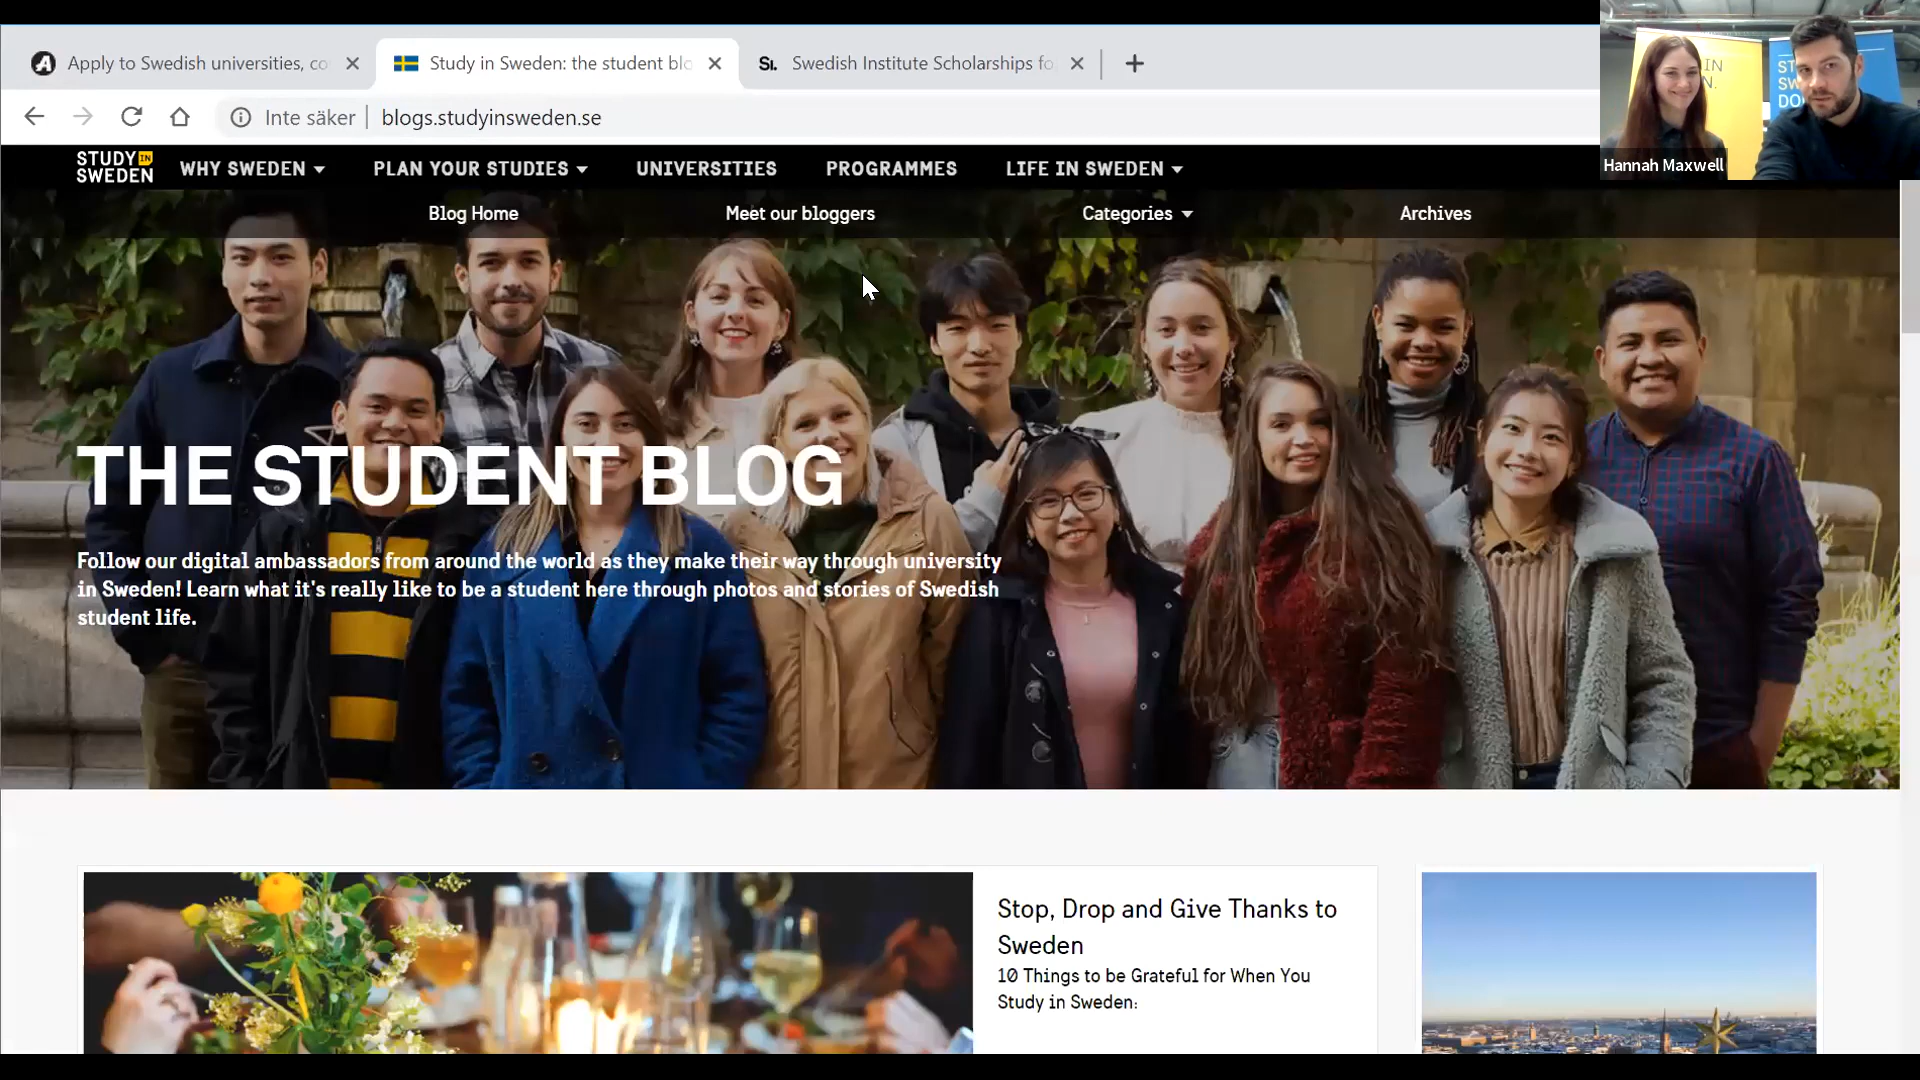 Apply to Swedish universities, co
Study in Sweden: the student blo
Si. Swedish Institute Scholarships fo
Inte säker
blogs.studyinsweden.se
STUDY IN
SWEDEN
WHY SWEDEN
PLAN YOUR STUDIES
UNIVERSITIES
PROGRAMMES
LIFE IN SWEDEN
Hannah Maxwell
Blog Home
Meet our bloggers
Categories
Archives
THE STUDENT BLOG
Follow our digital ambassadors from around the world as they make their way through university
in Sweden! Learn what it's really like to be a student here through photos and stories of Swedish
student life.
Stop, Drop and Give Thanks to
Sweden
10 Things to be Grateful for When You
Study in Sweden: